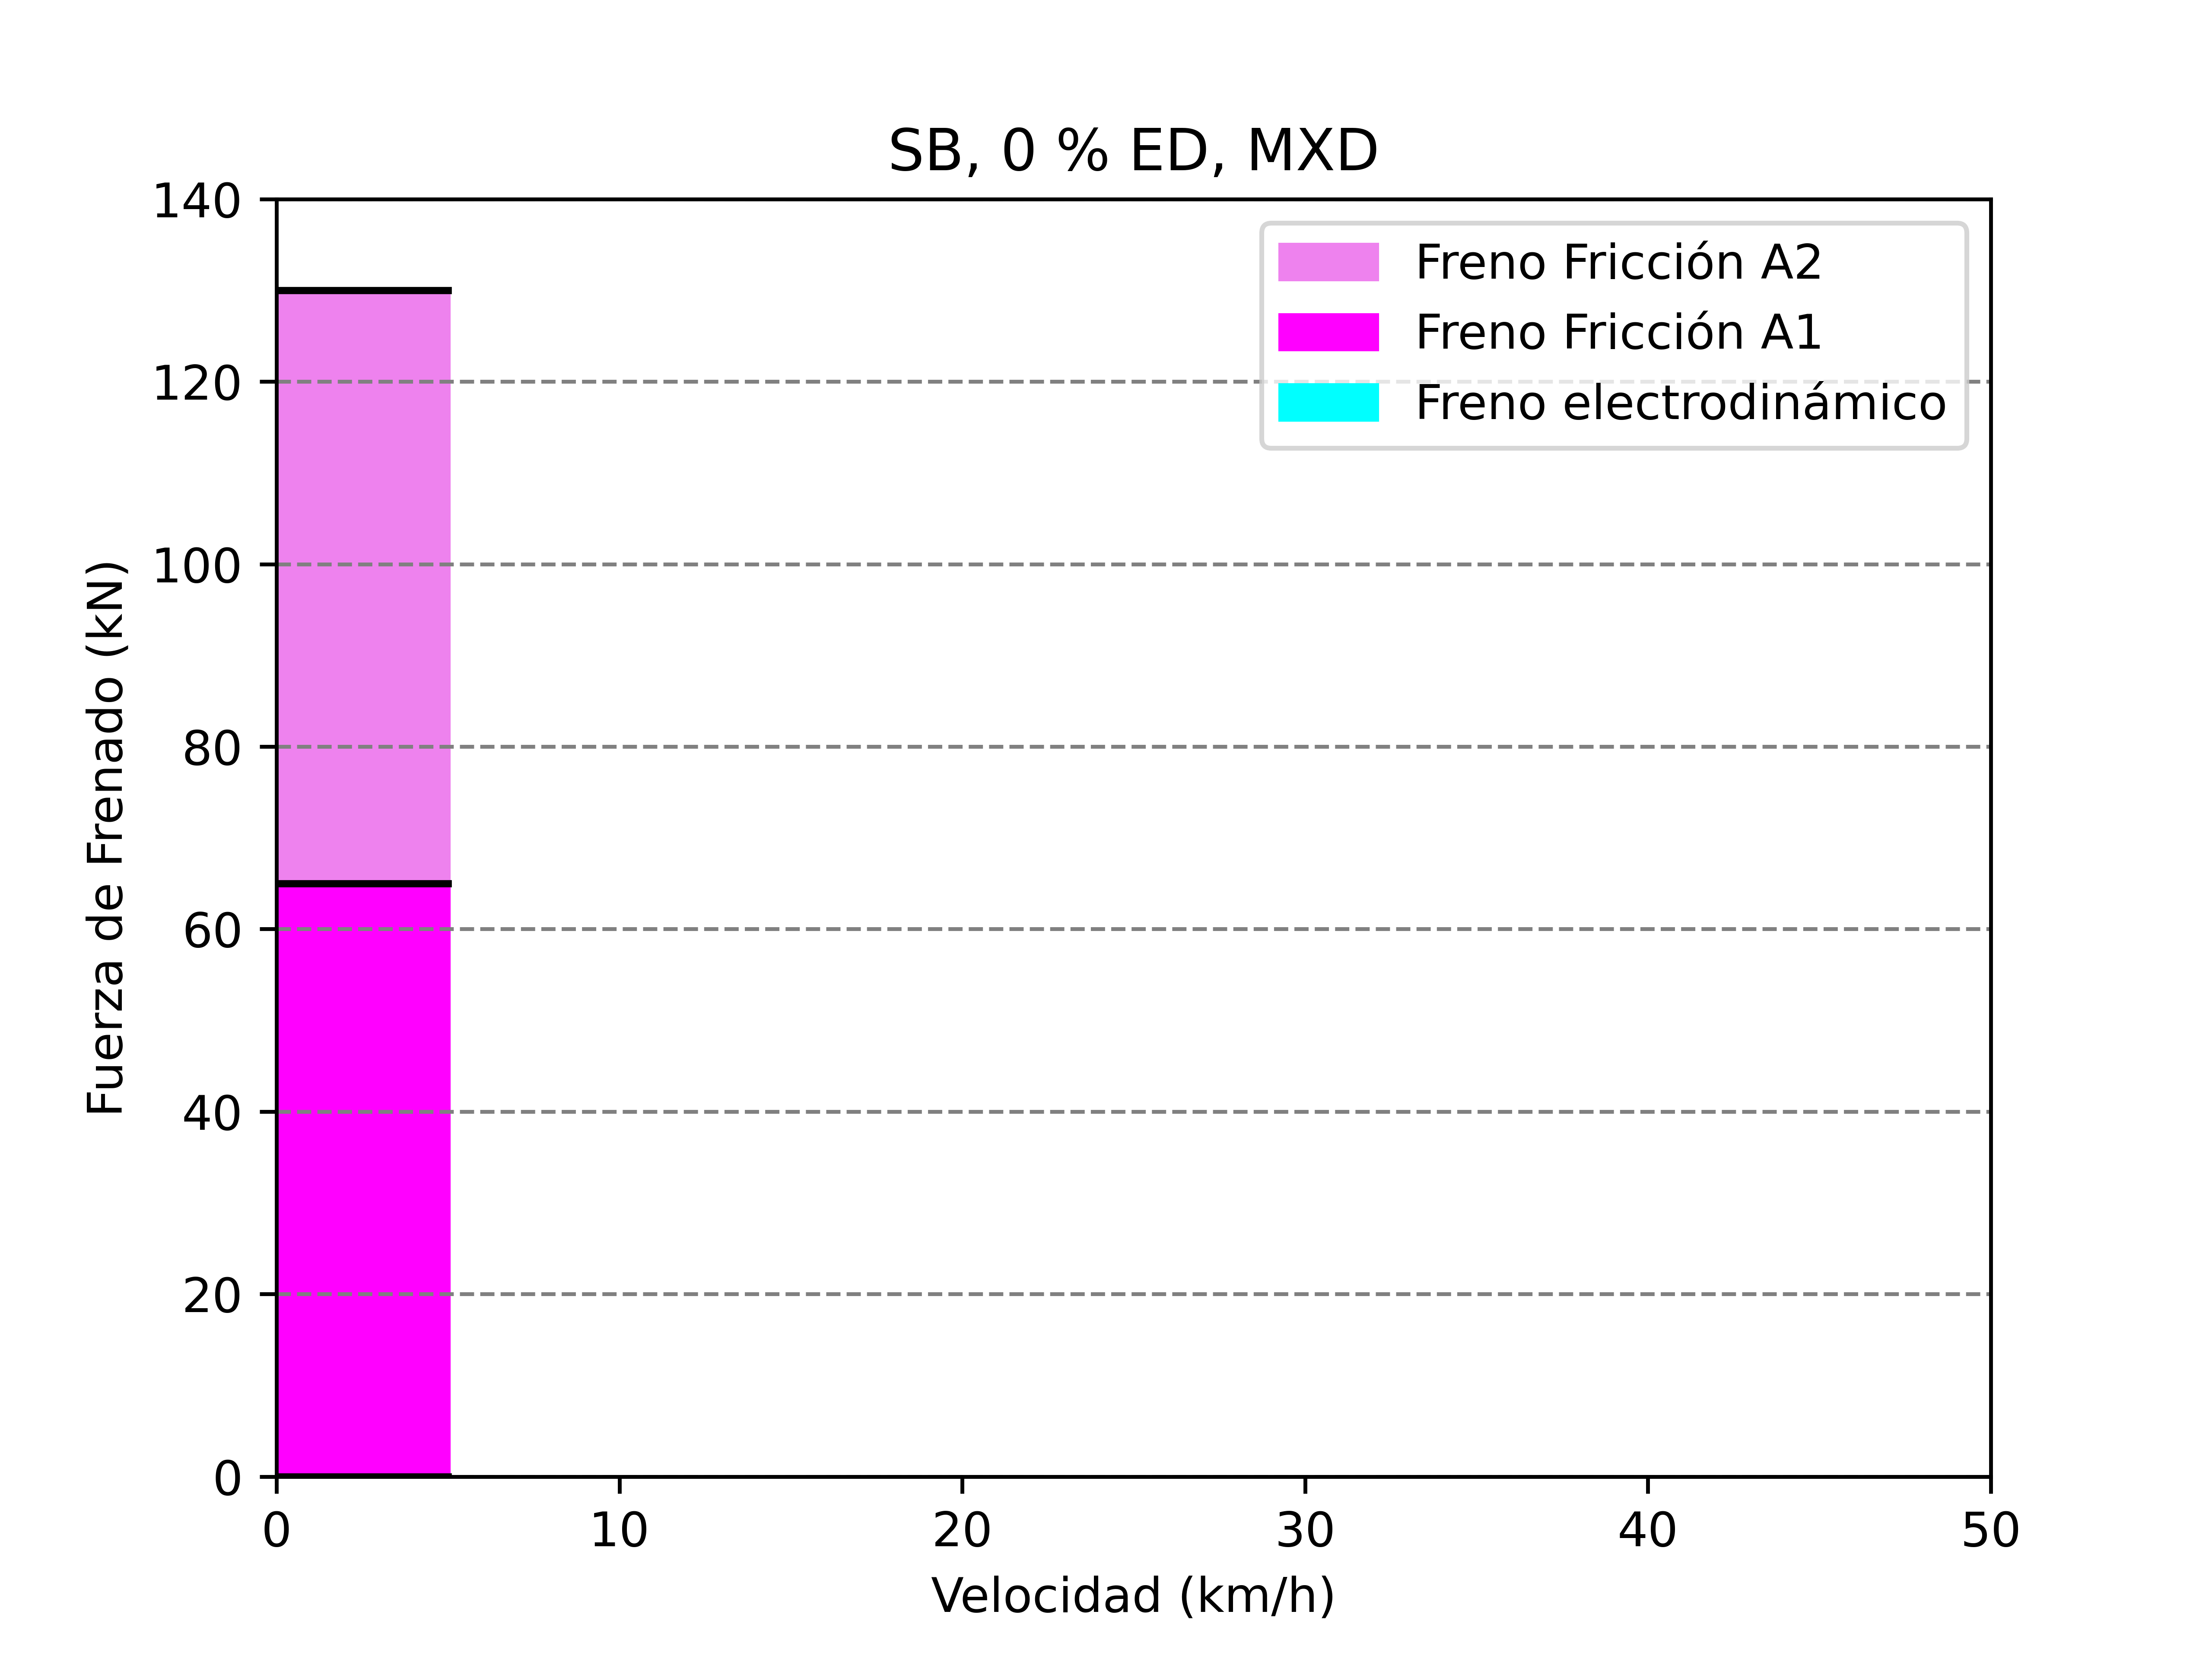 SB, 0 % ED, MXD
140
120
100
80
60
40
20
0
Fuerza de Frenado (kN)
Freno Fricción A2
Freno Fricción A1
Freno electrodinámico
0 10 20 30 40 50
Velocidad (km/h)